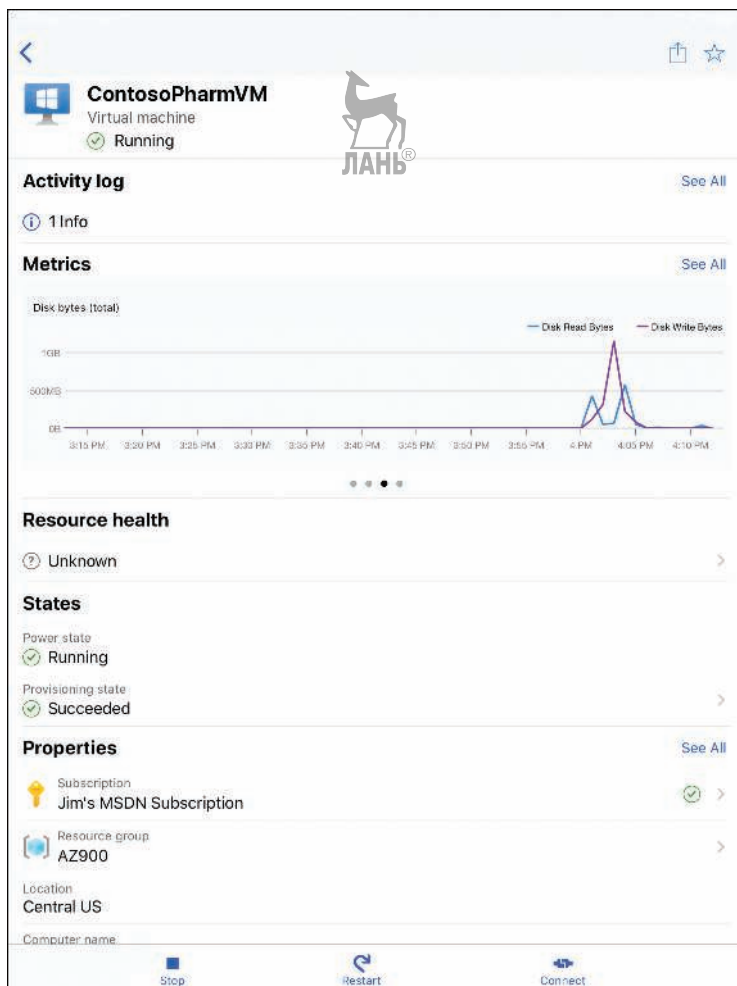 ContosoPharmVM
Virtual machine
Running
ЛАНЬ®
Activity log
See All
1 Info
Metrics
See All
Disk bytes (total)
Disk Read Bytes
Disk Write Bytes
1GB
500MB
0B
3:15 PM 3:20 PM 3:25 PM 3:30 PM 3:35 PM 3:40 PM 3:45 PM 3:50 PM 3:55 PM 4 PM 4:05 PM 4:10 PM
Resource health
Unknown
States
Power state
Running
Provisioning state
Succeeded
Properties
See All
Subscription
Jim's MSDN Subscription
Resource group
AZ900
Location
Central US
Computer name
Stop
Restart
Connect